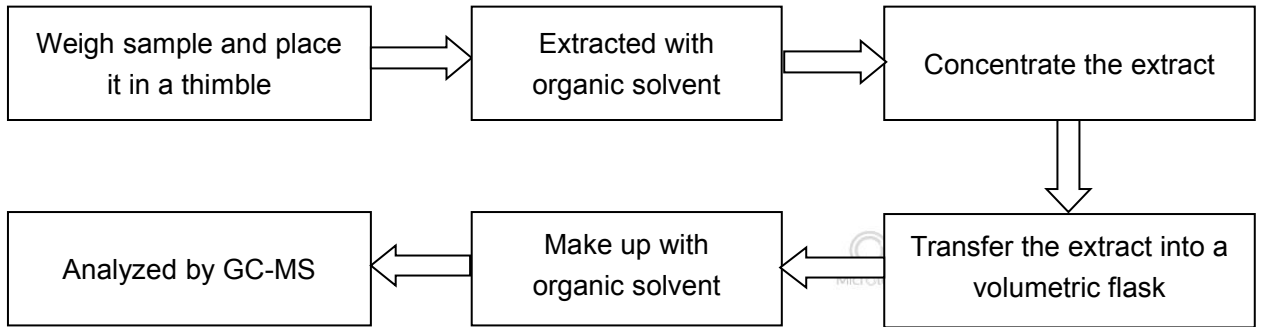 Weigh sample and place
it in a thimble
Extracted with
organic solvent
Concentrate the extract
Transfer the extract into a
volumetric flask
Make up with
organic solvent
Analyzed by GC-MS